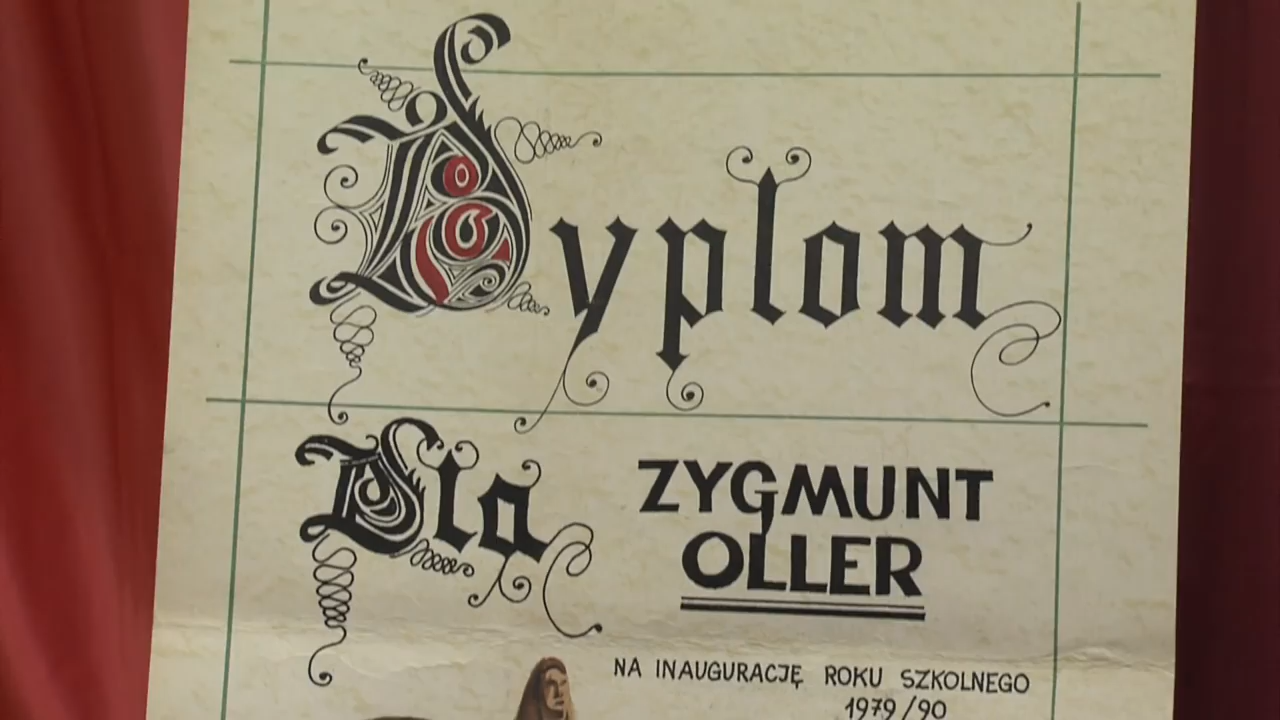 Dyplom
Dla
ZYGMUNT
OLLER
NA INAUGURACJĘ ROKU SZKOLNEGO
1979/90